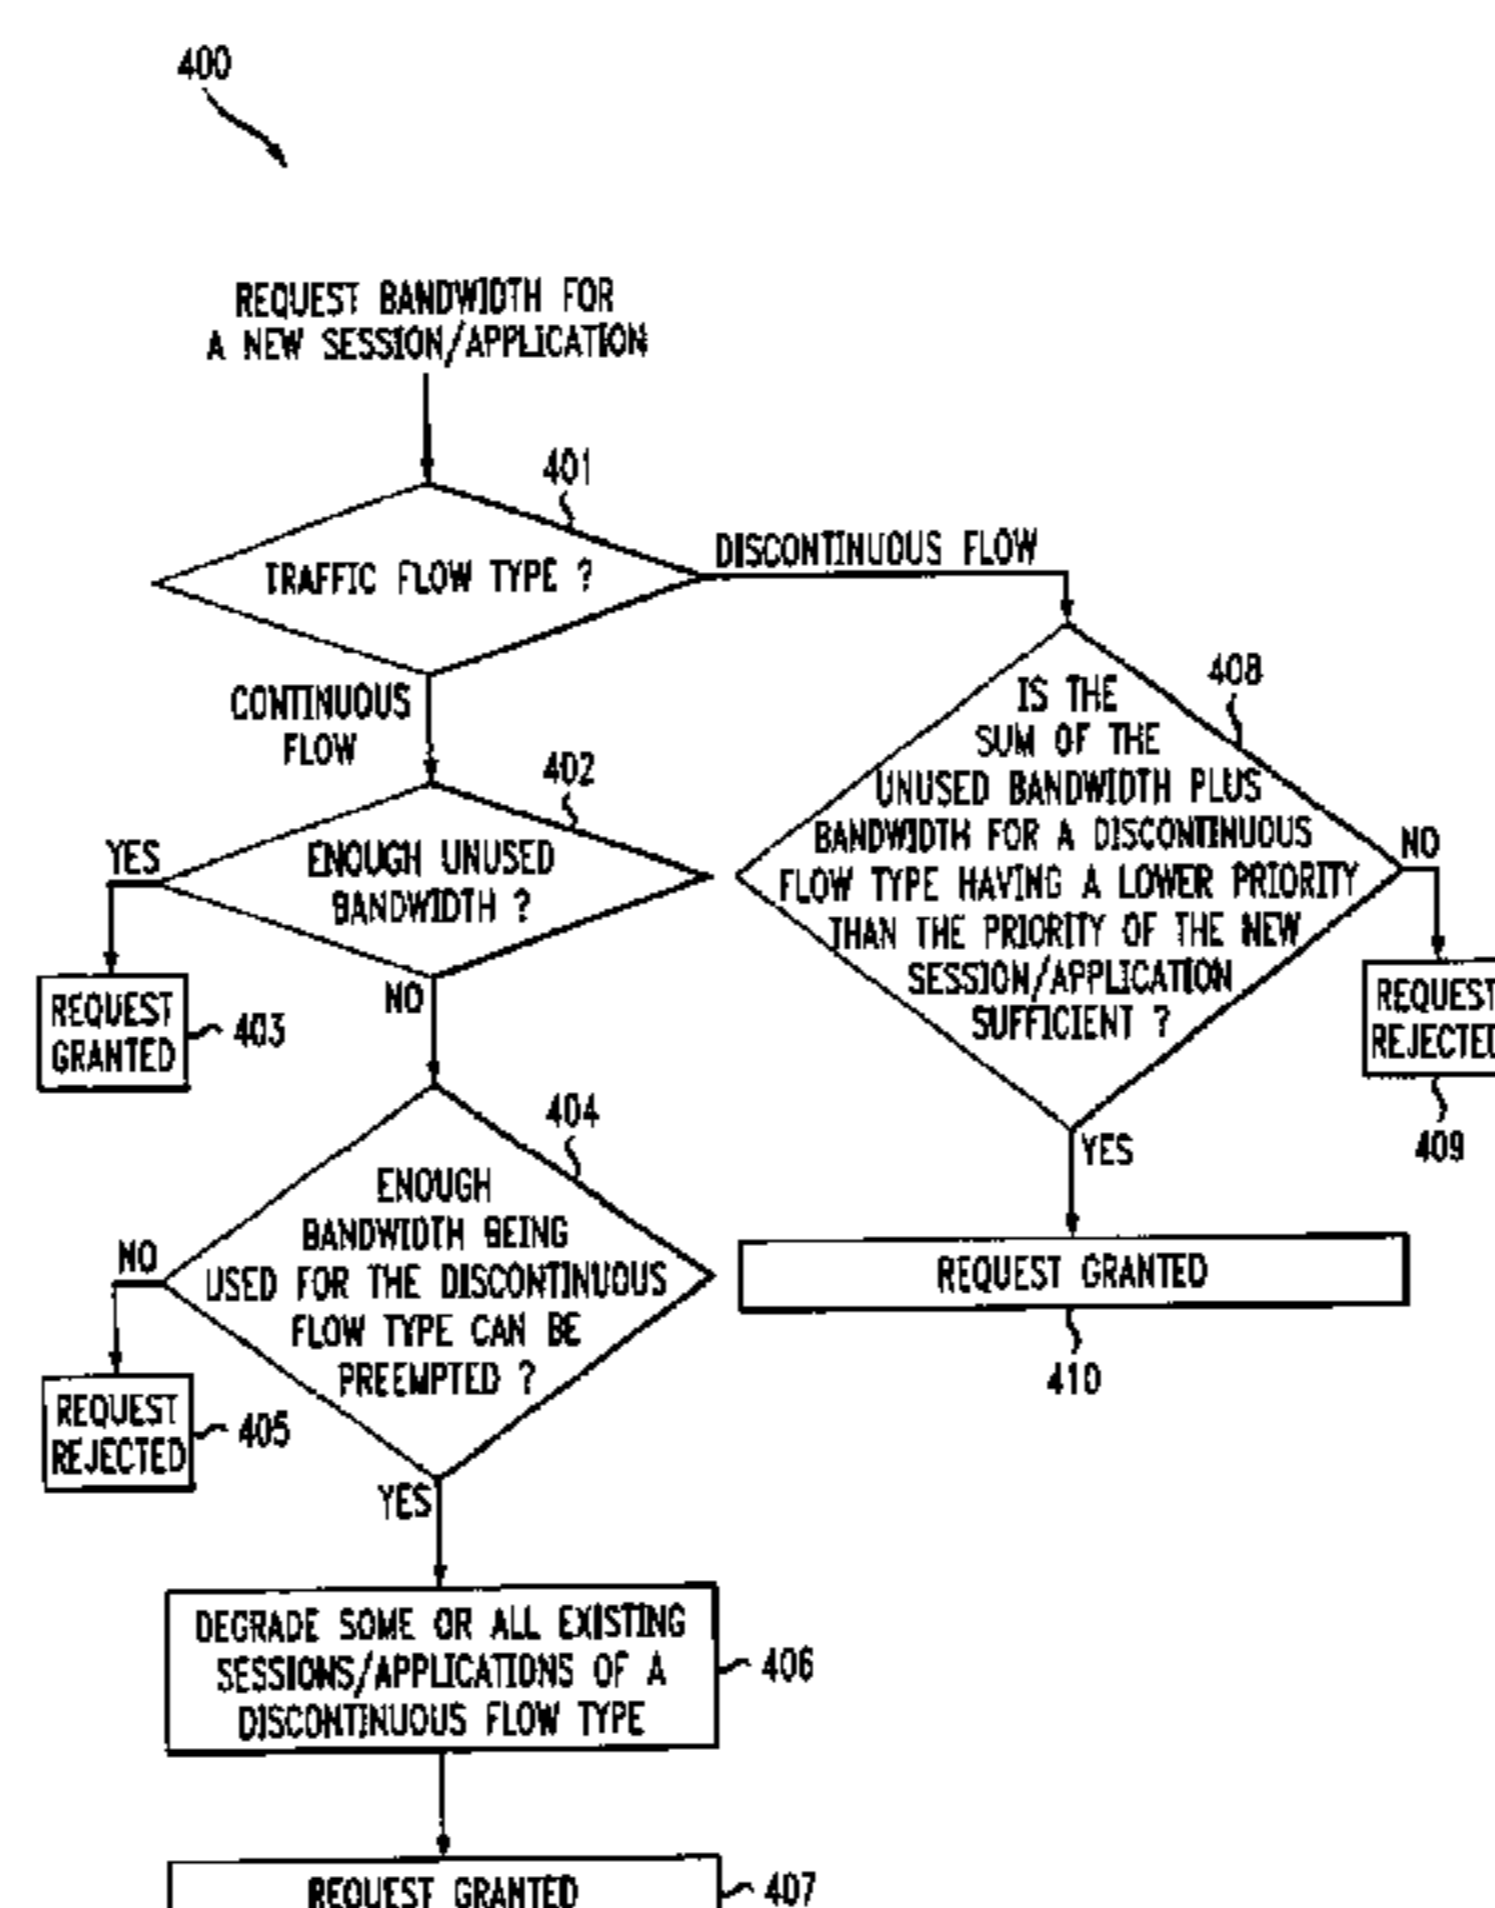 400
REQUEST BANDWIDTH FOR
A NEW SESSION/APPLICATION
401
TRAFFIC FLOW TYPE ?
DISCONTINUOUS FLOW
CONTINUOUS
FLOW
402
YES
ENOUGH UNUSED
BANDWIDTH ?
NO
REQUEST
GRANTED
403
404
ENOUGH
BANDWIDTH BEING
USED FOR THE DISCONTINUOUS
FLOW TYPE CAN BE
PREEMPTED ?
NO
REQUEST
REJECTED
405
YES
DEGRADE SOME OR ALL EXISTING
SESSIONS/APPLICATIONS OF A
DISCONTINUOUS FLOW TYPE
406
REQUEST GRANTED
407
408
IS THE
SUM OF THE
UNUSED BANDWIDTH PLUS
BANDWIDTH FOR A DISCONTINUOUS
FLOW TYPE HAVING A LOWER PRIORITY
THAN THE PRIORITY OF THE NEW
SESSION/APPLICATION
SUFFICIENT ?
NO
REQUEST
REJECTED
409
YES
REQUEST GRANTED
410